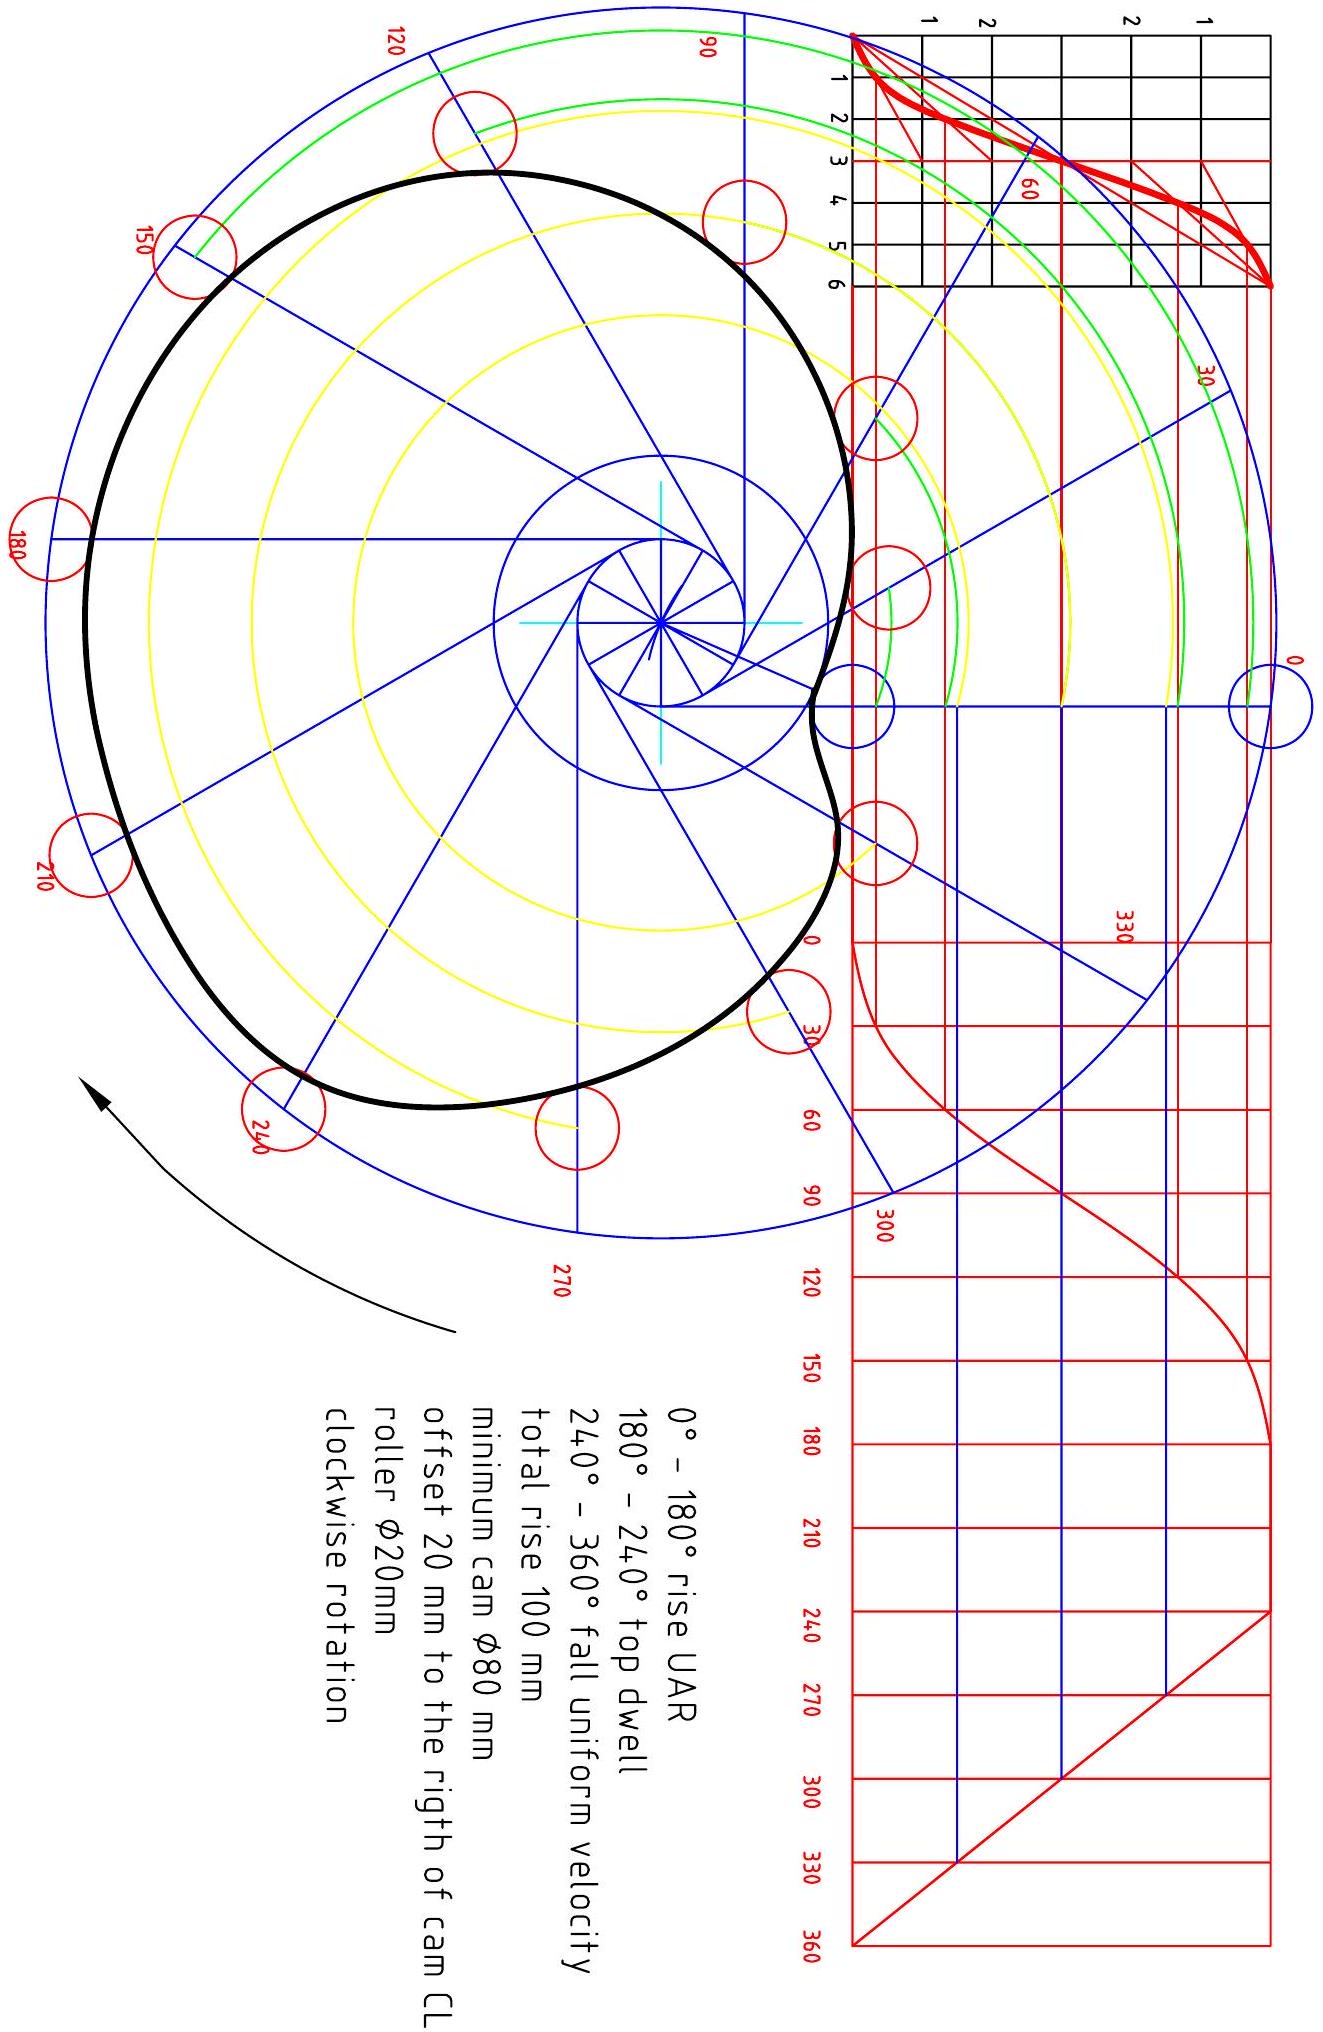 0
1
30
2
330
60
2
1
300
1 2 3 4 5 6
0 30 60 90 120 150 180 210 240 270 300 330 360
90
0° - 180° rise UAR
180° - 240° top dwell
240° - 360° fall uniform velocity
total rise 100 mm
minimum cam Ø80 mm
offset 20 mm to the rigth of cam CL
roller Ø20mm
clockwise rotation
270
120
240
150
210
180